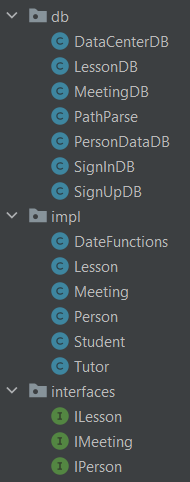 db
C DataCenterDB
C LessonDB
C MeetingDB
C PathParse
C PersonDataDB
C SignInDB
C SignUpDB
impl
C DateFunctions
C Lesson
C Meeting
C Person
C Student
C Tutor
interfaces
I ILesson
I IMeeting
I IPerson